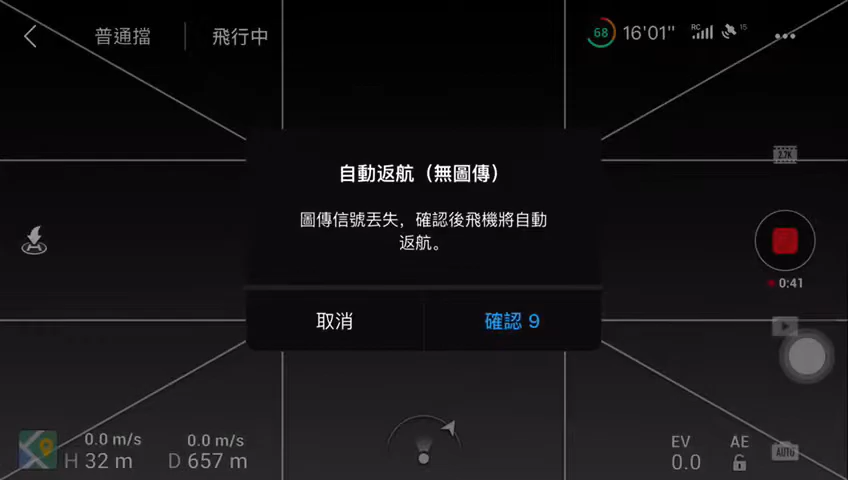 普通擋
飛行中
68
16'01"
RC
15
自動返航（無圖傳）
圖傳信號丟失，確認後飛機將自動
返航。
0:41
取消
確認 9
0.0 m/s
0.0 m/s
H 32 m
D 657 m
EV
0.0
AE
AUTO